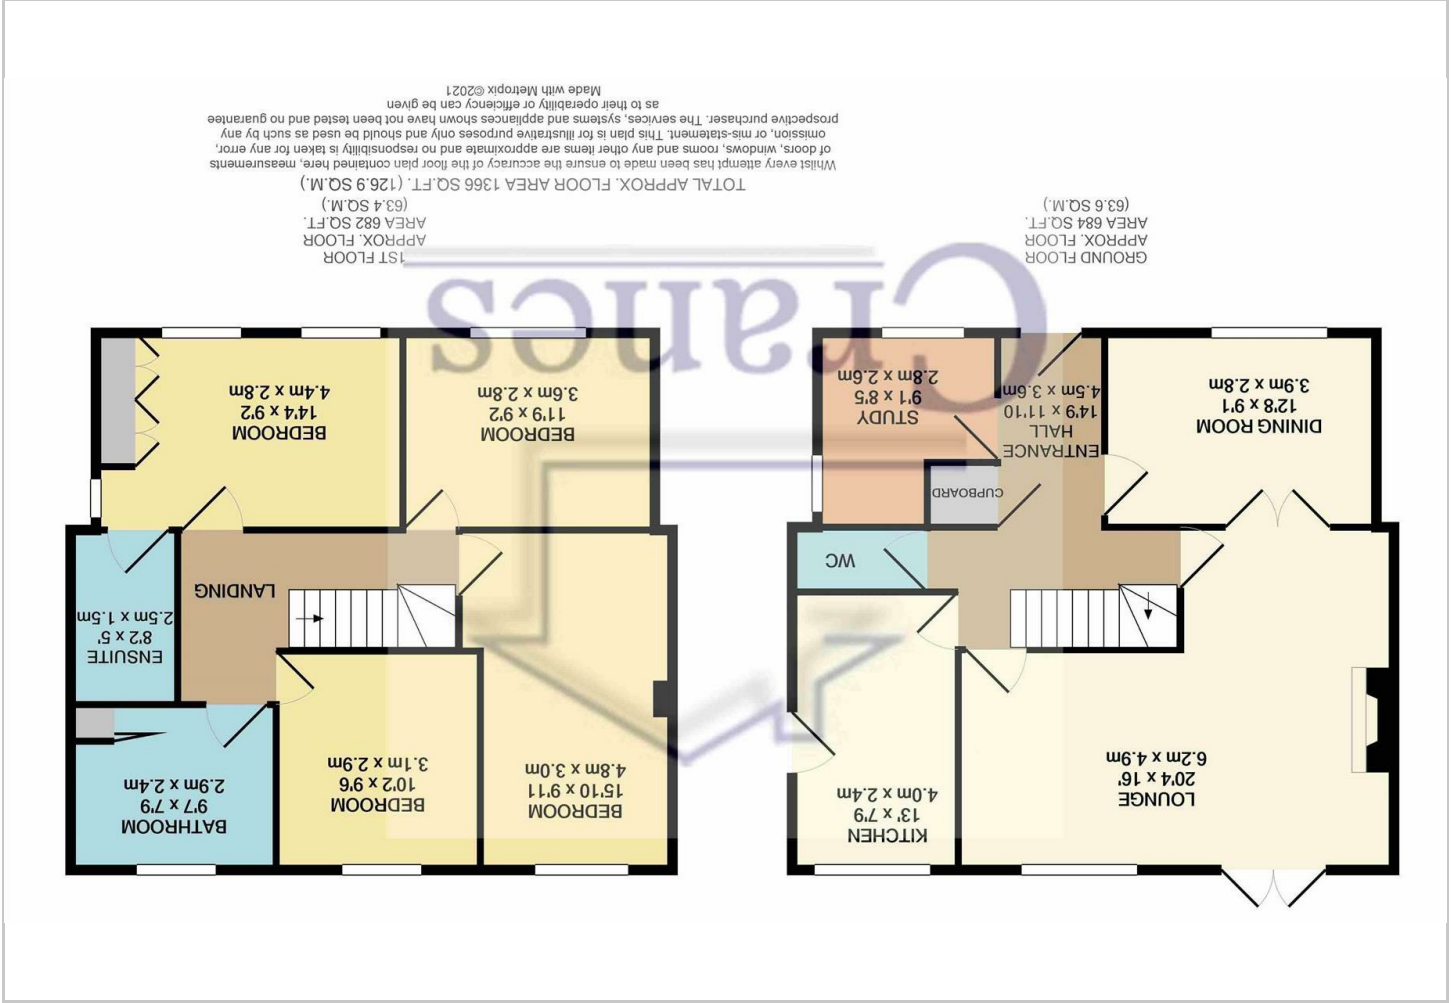 LOUNGE
20'4 x 16'
6.2m x 4.9m
KITCHEN
13' x 7'9
4.0m x 2.4m
WC
CUPBOARD
DINING ROOM
12'8 x 9'1
3.9m x 2.8m
ENTRANCE
HALL
14'9 x 11'10
4.5m x 3.6m
STUDY
9'1 x 8'5
2.8m x 2.6m
BEDROOM
15'10 x 9'11
4.8m x 3.0m
BEDROOM
10'2 x 9'6
3.1m x 2.9m
BATHROOM
9'7 x 7'9
2.9m x 2.4m
ENSUITE
8'2 x 5'
2.5m x 1.5m
LANDING
BEDROOM
11'9 x 9'2
3.6m x 2.8m
BEDROOM
14'4 x 9'2
4.4m x 2.8m
Cranes
GROUND FLOOR
APPROX. FLOOR
AREA 684 SQ.FT.
(63.6 SQ.M.)
1ST FLOOR
APPROX. FLOOR
AREA 682 SQ.FT.
(63.4 SQ.M.)
TOTAL APPROX. FLOOR AREA 1366 SQ.FT. (126.9 SQ.M.)
Whilst every attempt has been made to ensure the accuracy of the floor plan contained here, measurements
of doors, windows, rooms and any other items are approximate and no responsibility is taken for any error,
omission, or mis-statement. This plan is for illustrative purposes only and should be used as such by any
prospective purchaser. The services, systems and appliances shown have not been tested and no guarantee
as to their operability or efficiency can be given
Made with Metropix ©2021